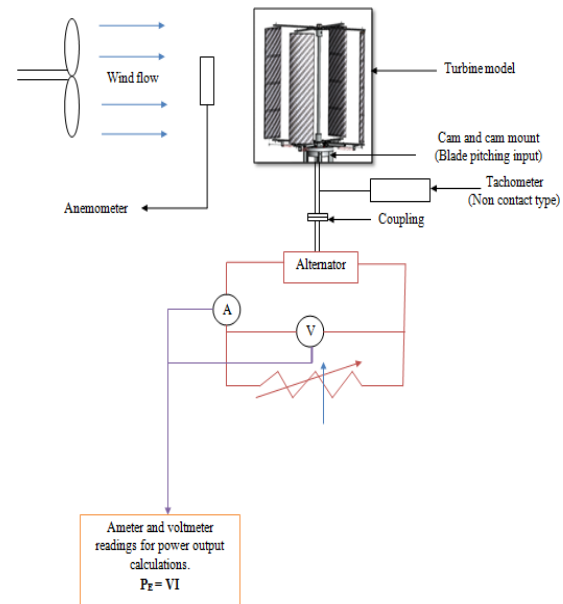 Wind flow
Turbine model
Cam and cam mount
(Blade pitching input)
Tachometer
(Non contact type)
Anemometer
Coupling
Alternator
A
V
Ameter and voltmeter
readings for power output
calculations.
PE = VI